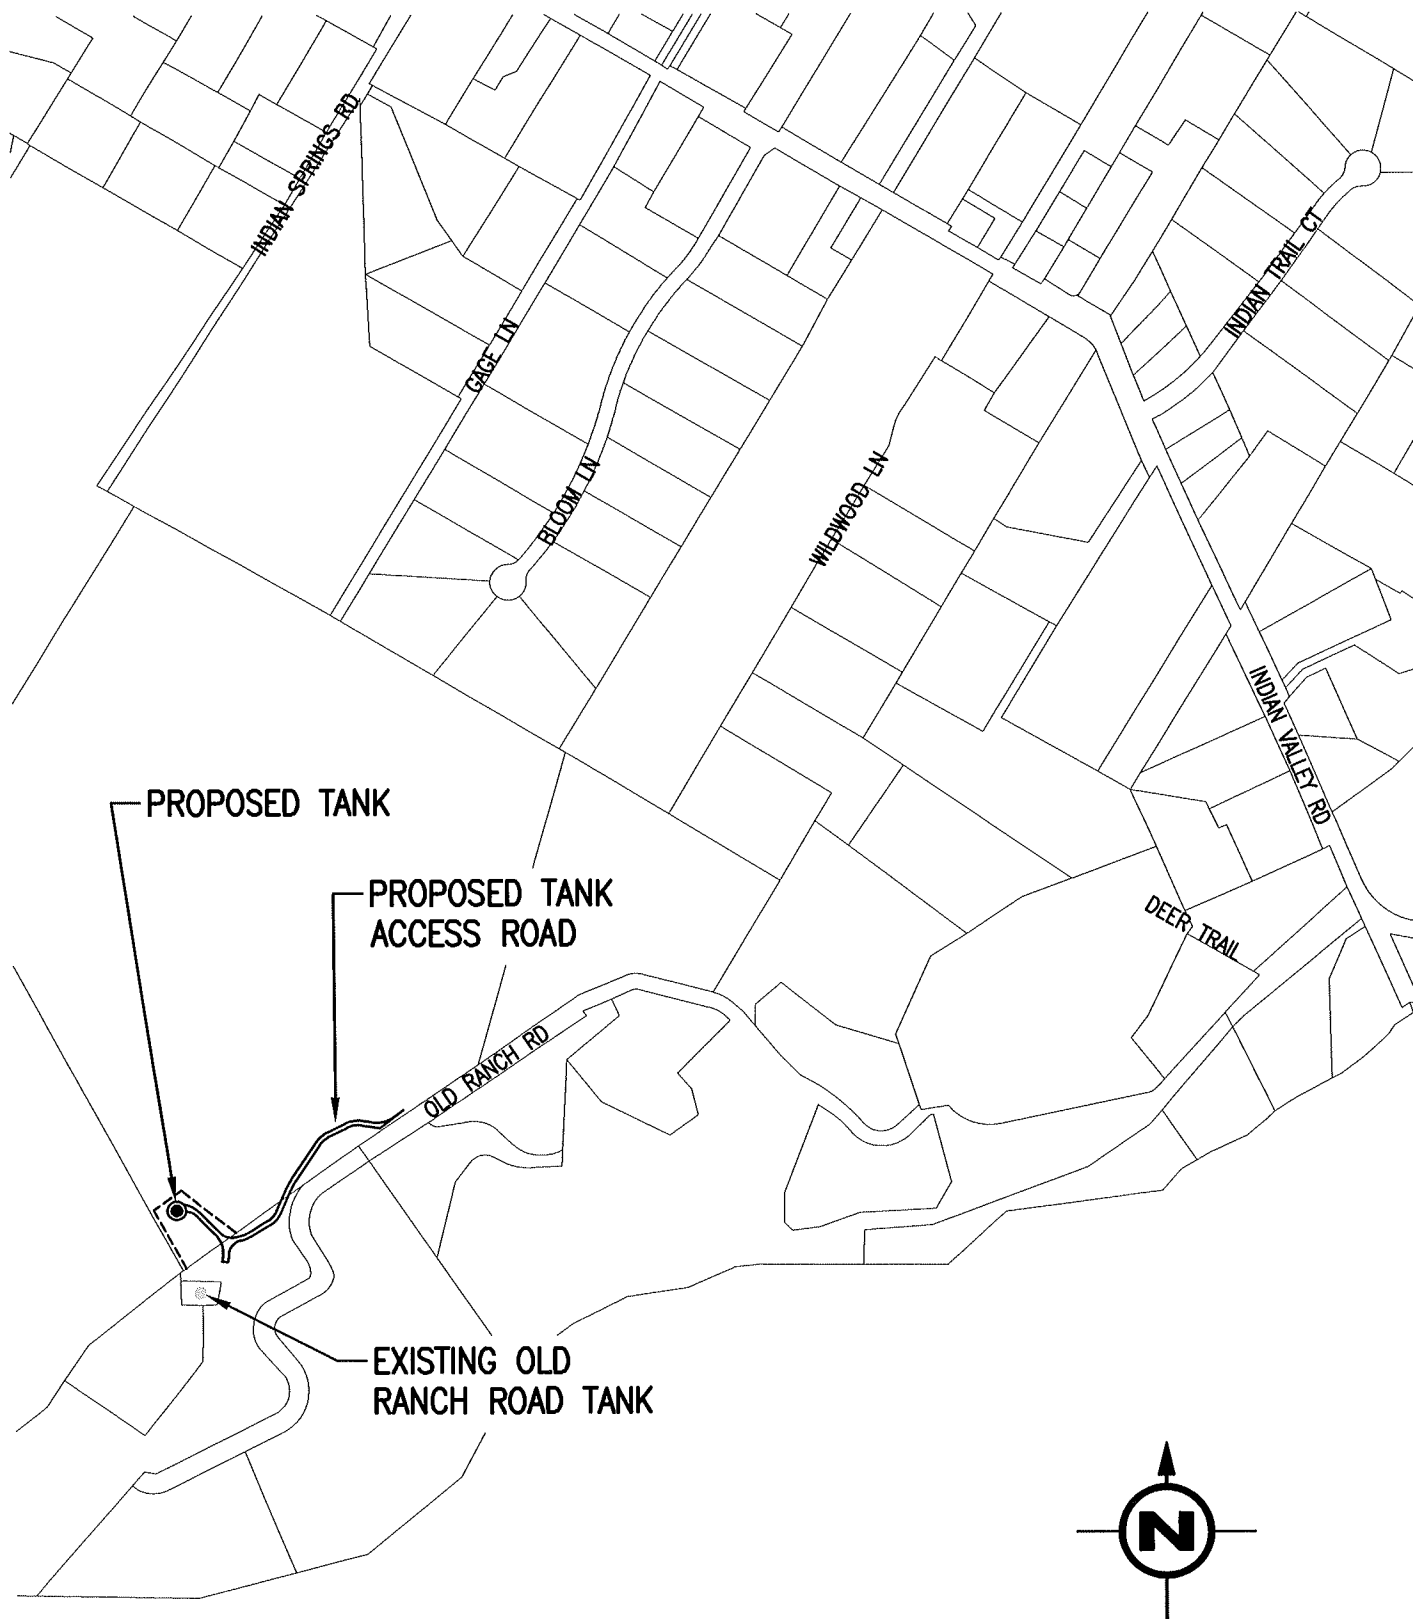 INDIAN SPRINGS RD
INDIAN TRAIL CT
GAGE LN
BLOOM LN
WILDWOOD LN
INDIAN VALLEY RD
PROPOSED TANK
PROPOSED TANK
ACCESS ROAD
DEER TRAIL
OLD RANCH RD
EXISTING OLD
RANCH ROAD TANK
N